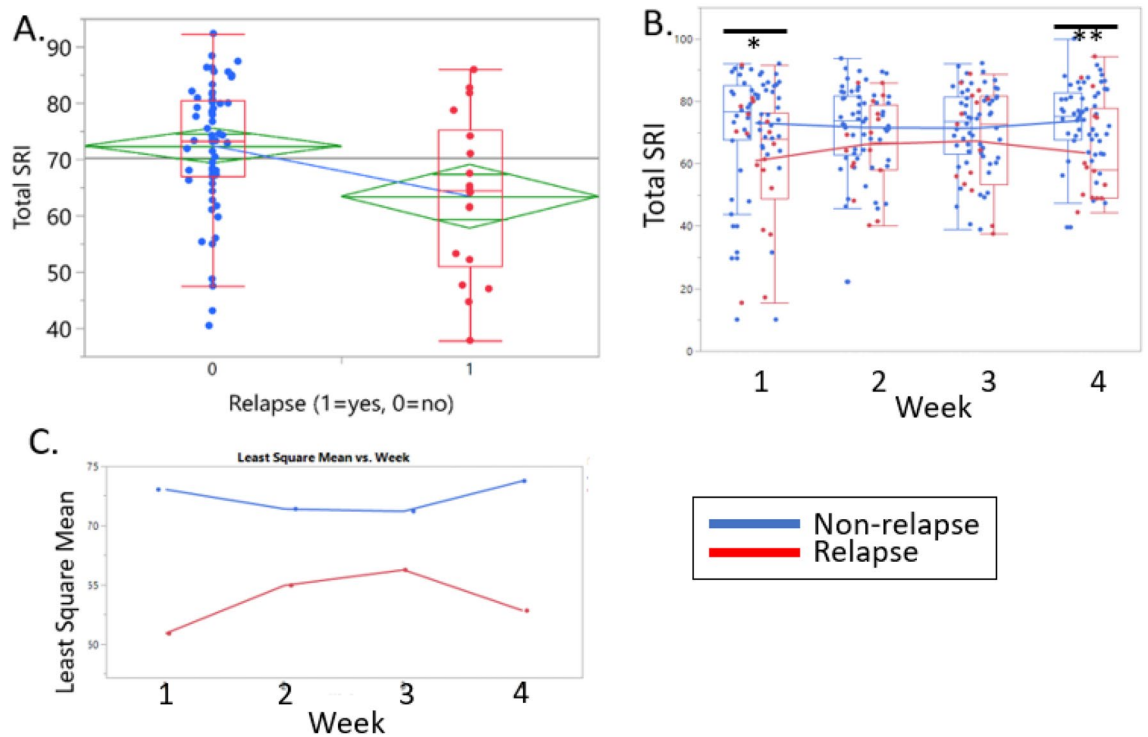 A.
Total SRI
90
80
70
60
50
40
0
1
Relapse (1=yes, 0=no)
B.
Total SRI
100
80
60
40
20
0
*
**
1 2 3 4
Week
C.
Least Square Mean vs. Week
Least Square Mean
75
70
55
50
1 2 3 4
Week
Non-relapse
Relapse